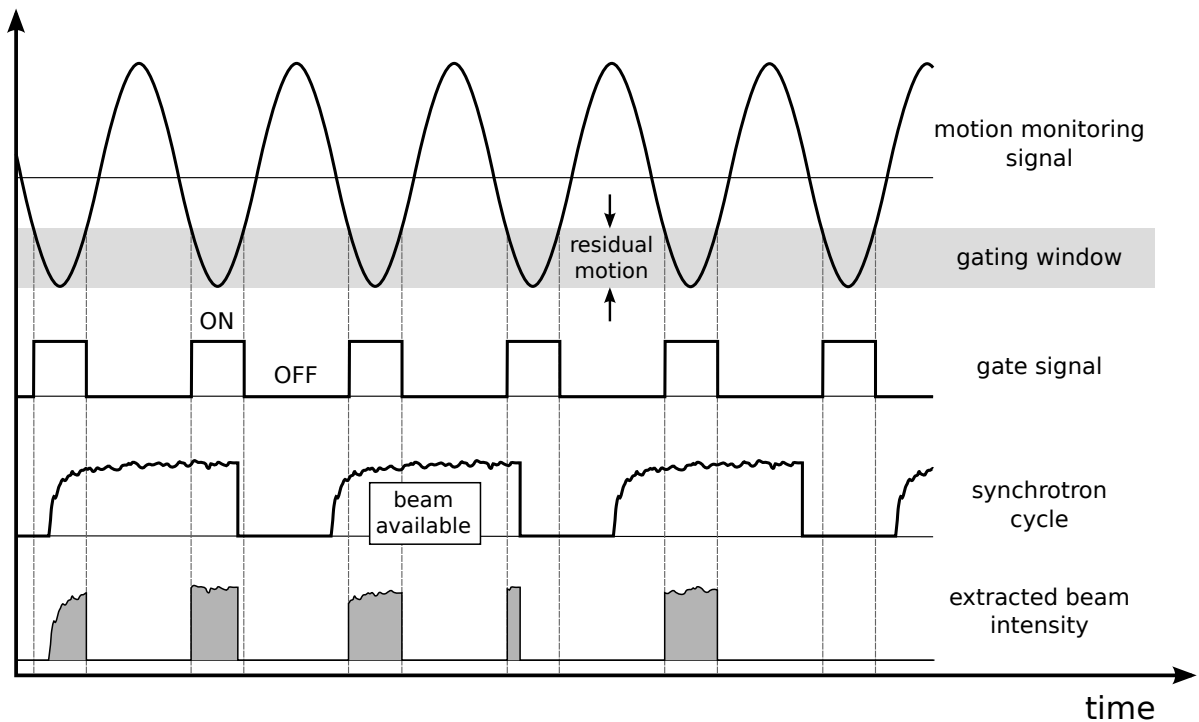 motion monitoring
signal
residual
motion
gating window
ON
OFF
gate signal
beam
available
synchrotron
cycle
extracted beam
intensity
time